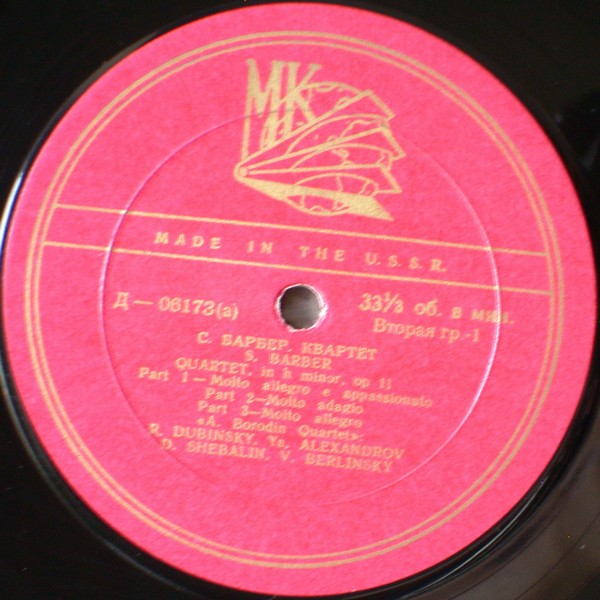 МК
MADE IN THE U.S.S.R.
Д — 06173(а)
33⅓ об. в мин.
Вторая гр.-1
С. БАРБЕР. КВАРТЕТ
S. BARBER
QUARTET, in h minor, op 11
Part 1—Molto allegro e appassionato
Part 2—Molto adagio
Part 3—Molto allegro
«A. Borodin Quartet»:
R. DUBINSKY, Ya. ALEXANDROV
D. SHEBALIN, V. BERLINSKY